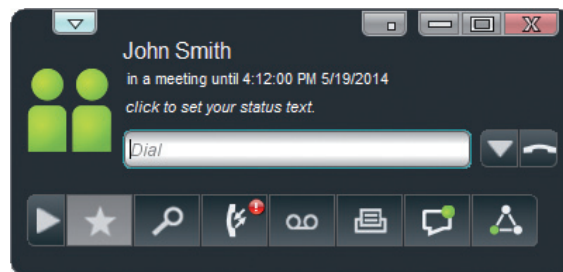 John Smith
in a meeting until 4:12:00 PM 5/19/2014
click to set your status text.
Dial